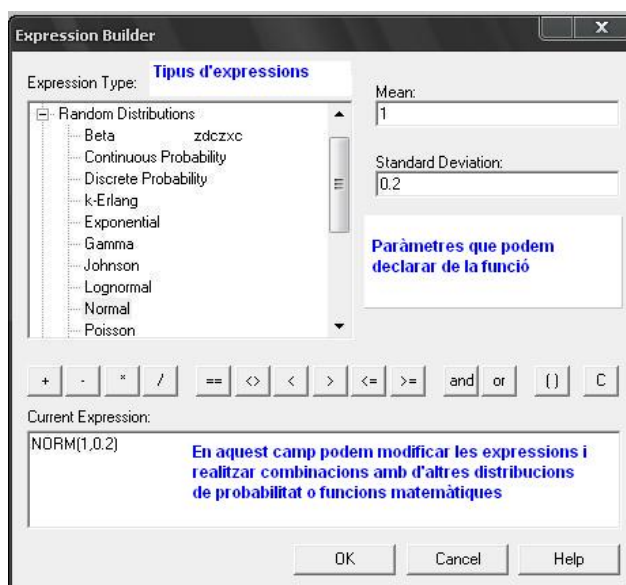 Expression Builder
x
Expression Type:
Tipus d'expressions
Random Distributions
Beta zdczxc
Continuous Probability
Discrete Probability
k-Erlang
Exponential
Gamma
Johnson
Lognormal
Normal
Poisson
Mean:
1
Standard Deviation:
0.2
Paràmetres que podem
declarar de la funció
+ - * / == <> < > <= >= and or () C
Current Expression:
NORM(1,0.2)
En aquest camp podem modificar les expressions i
realitzar combinacions amb d'altres distribucions
de probabilitat o funcions matemàtiques
OK Cancel Help